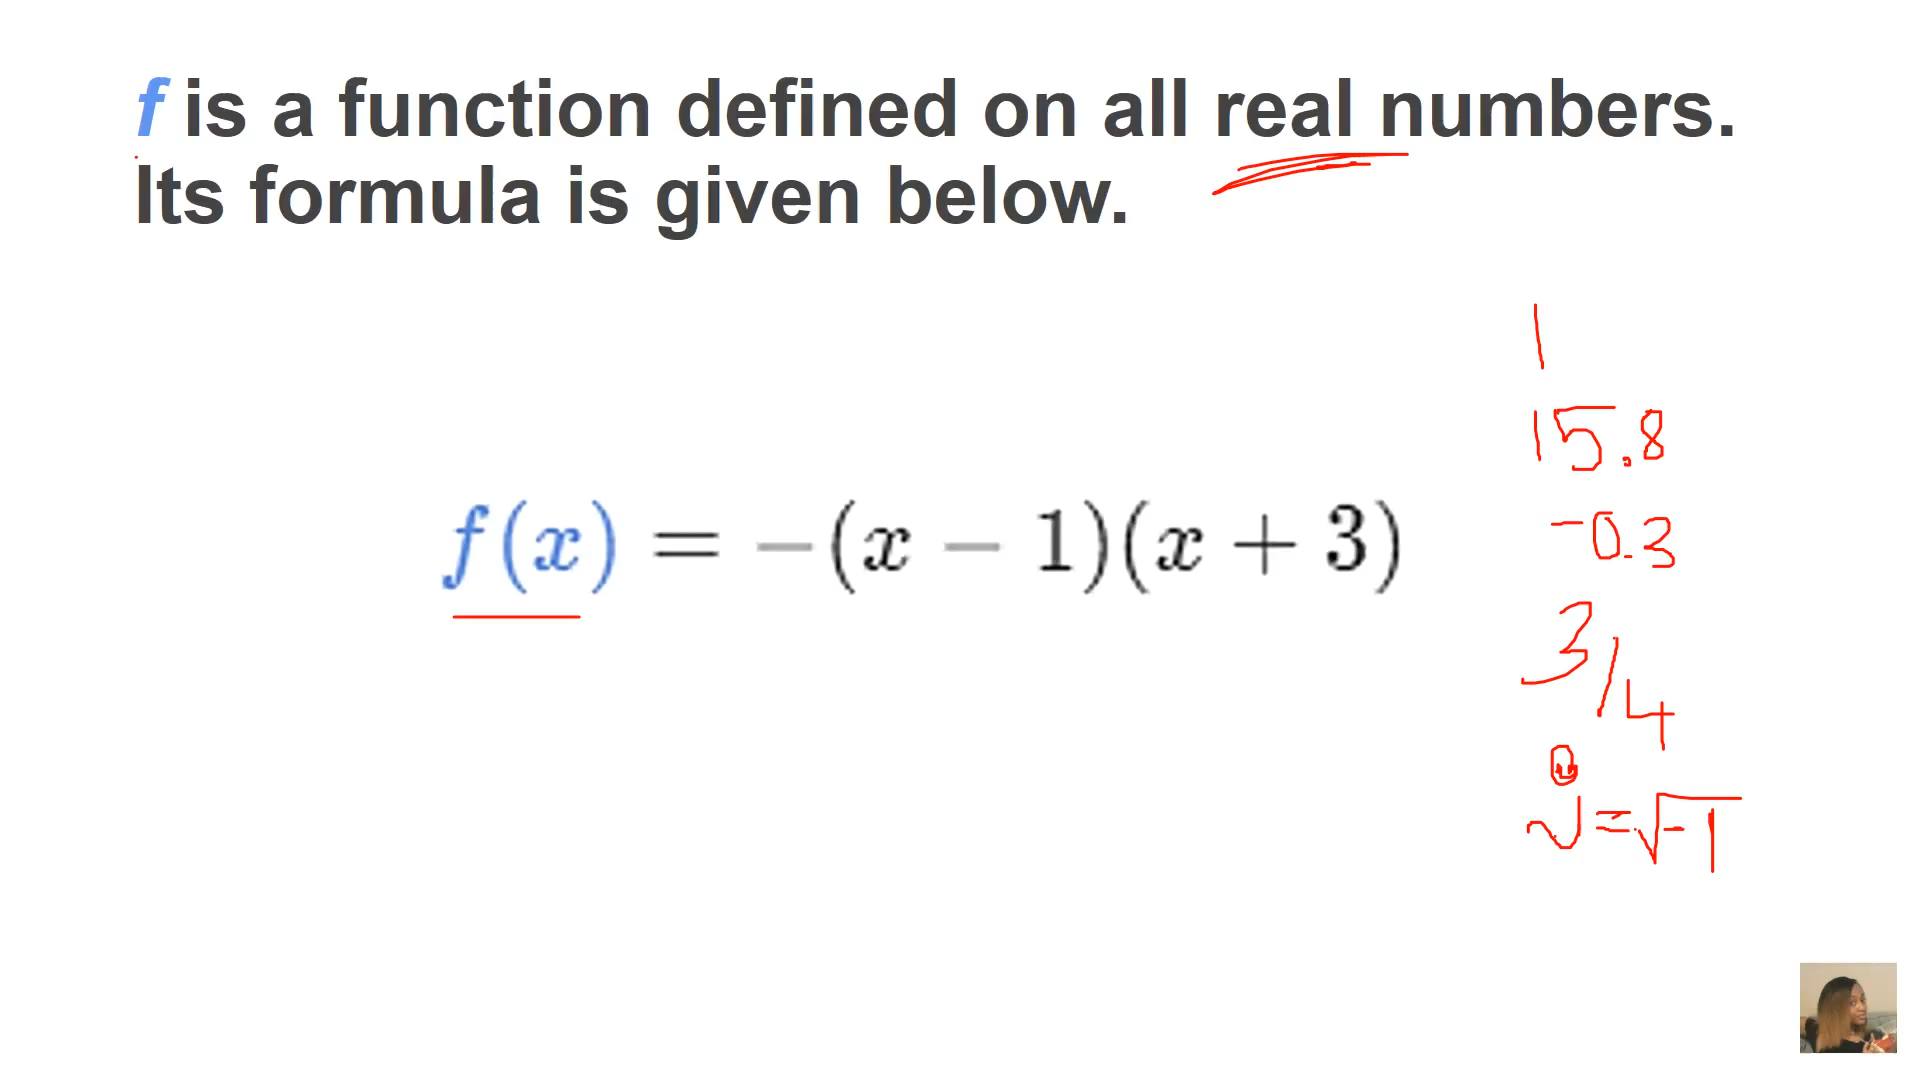 f is a function defined on all real numbers.
Its formula is given below.
1
15.8
f(x) = −(x − 1)(x + 3)
-0.3
3/4
i=√-1